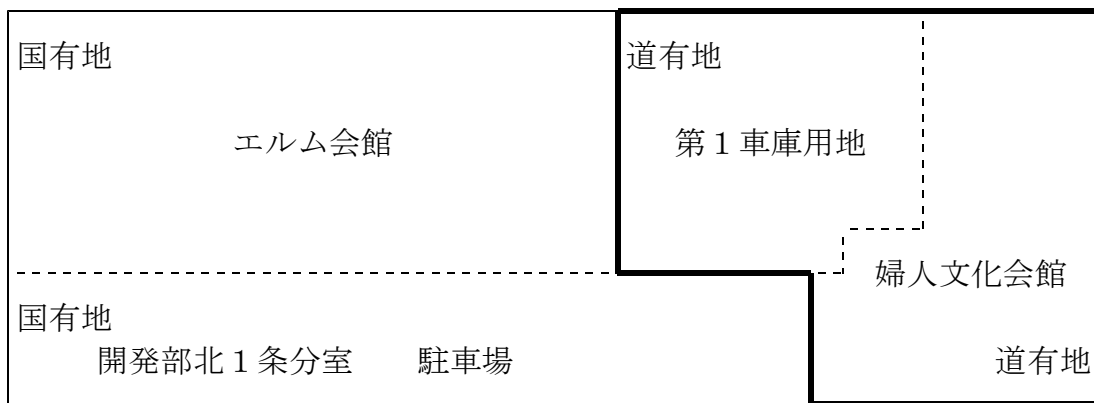 国有地
道有地
エルム会館
第１車庫用地
婦人文化会館
国有地
開発部北１条分室 駐車場
道有地